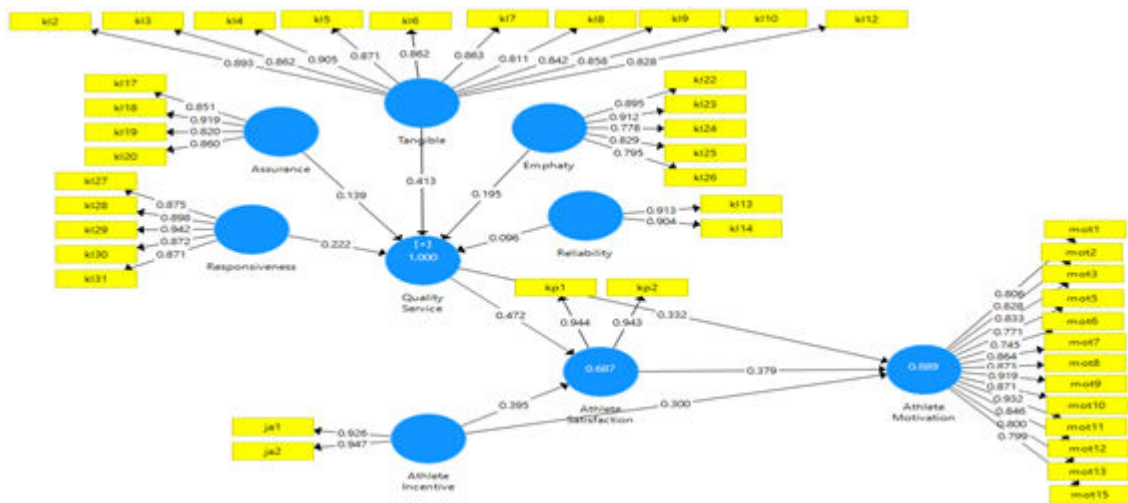 kl2 kl3 kl4 kl5 kl6 kl7 kl8 kl9 kl10 kl12
0.893 0.862 0.905 0.871 0.862 0.863 0.811 0.842 0.858 0.828
Tangible
kl17
kl18
kl19
kl20
0.851
0.919
0.820
0.860
Assurance
kl22
kl23
kl24
kl25
kl26
0.895
0.912
0.778
0.829
0.795
Emphaty
kl27
kl28
kl29
kl30
kl31
0.875
0.898
0.942
0.872
0.871
Responsiveness
kl13
kl14
0.913
0.904
Reliability
0.139
0.413
0.195
0.222
0.096
[+]
1.000
Quality
Service
kp1 kp2
0.944 0.943
0.472
0.332
0.687
Athlete
Satisfaction
0.379
0.395
0.300
ja1
ja2
0.926
0.947
Athlete
Incentive
0.889
Athlete
Motivation
mot1
mot2
mot3
mot5
mot6
mot7
mot8
mot9
mot10
mot11
mot12
mot13
mot15
0.806
0.828
0.833
0.771
0.745
0.864
0.919
0.871
0.932
0.846
0.800
0.799